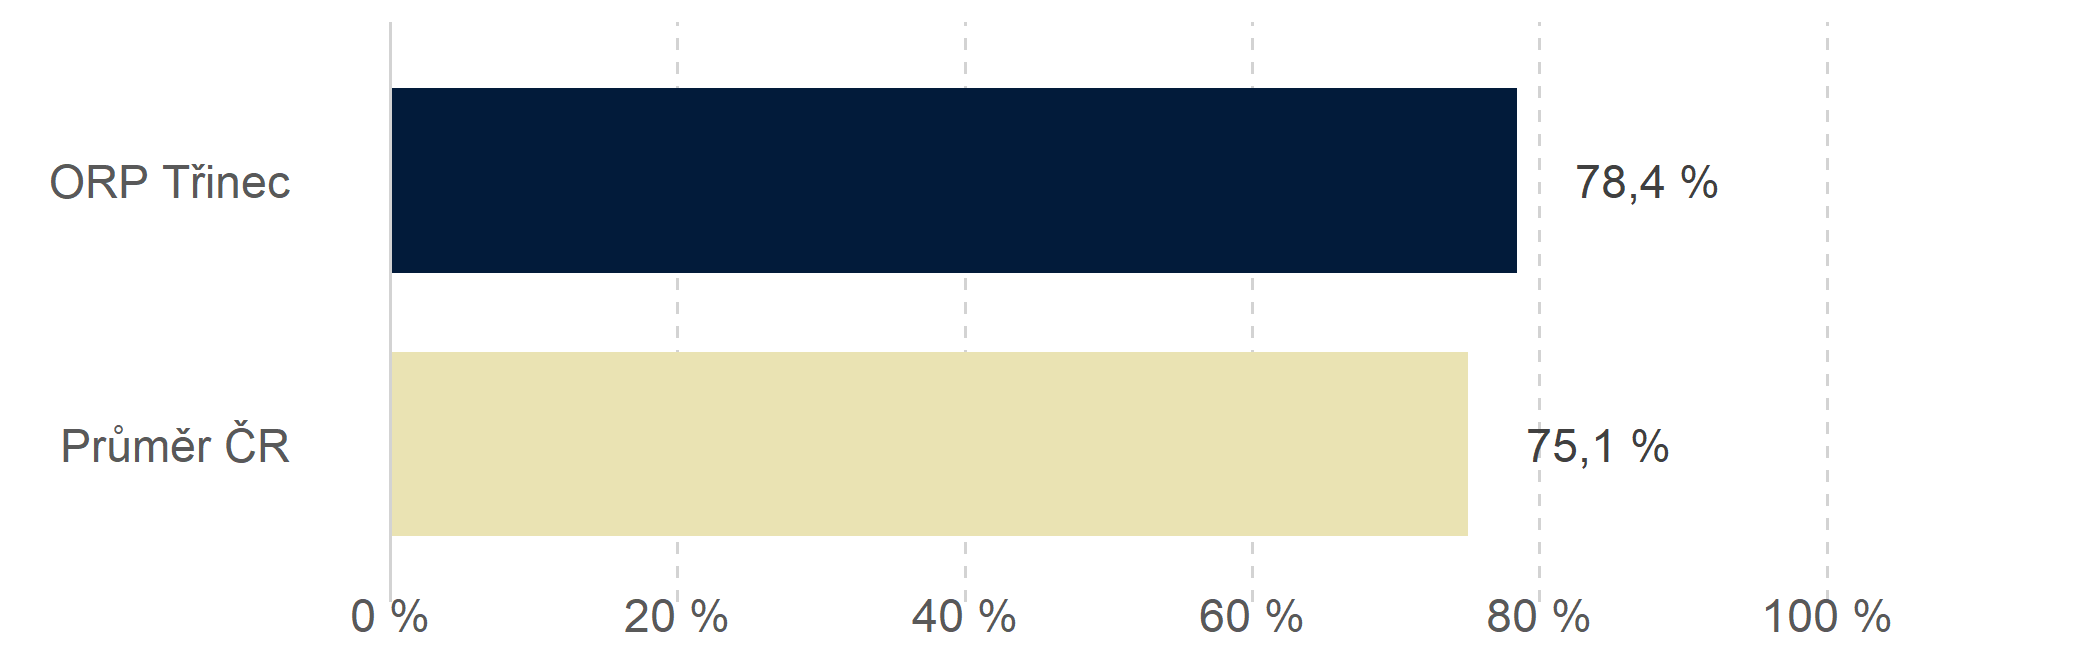 ORP Třinec
78,4 %
Průměr ČR
75,1 %
0 % 20 % 40 % 60 % 80 % 100 %